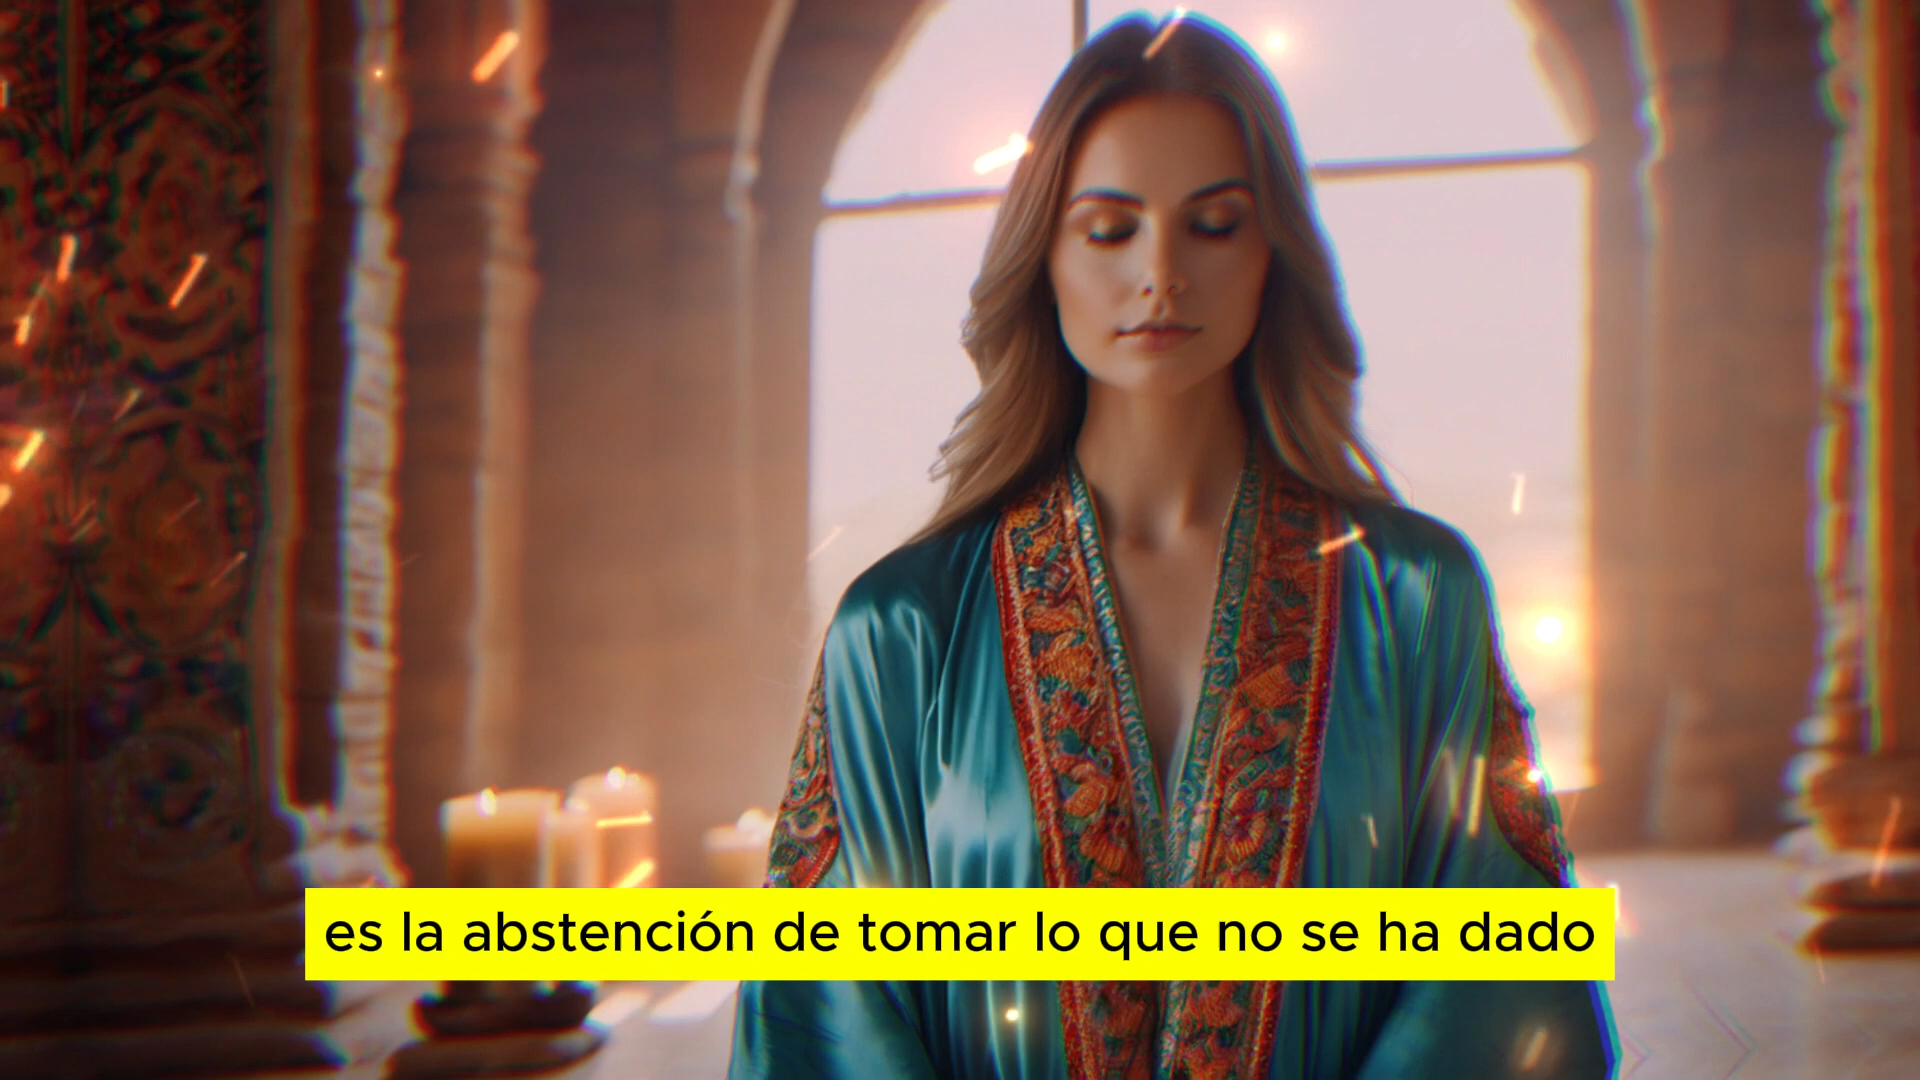 es la abstención de tomar lo que no se ha dado